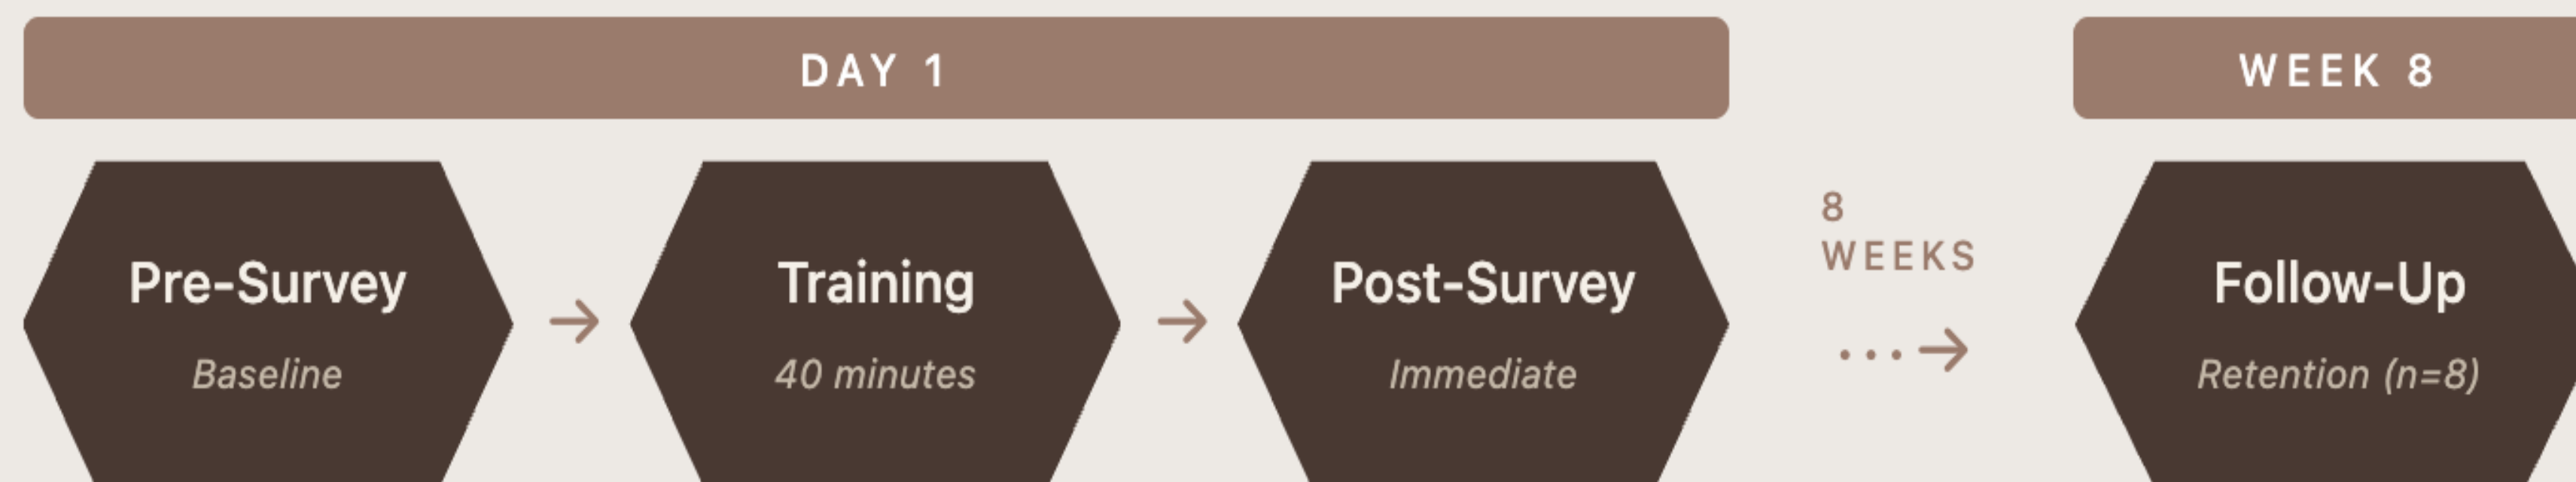 DAY 1
WEEK 8
Pre-Survey
Baseline
Training
40 minutes
Post-Survey
Immediate
8
WEEKS
Follow-Up
Retention (n=8)